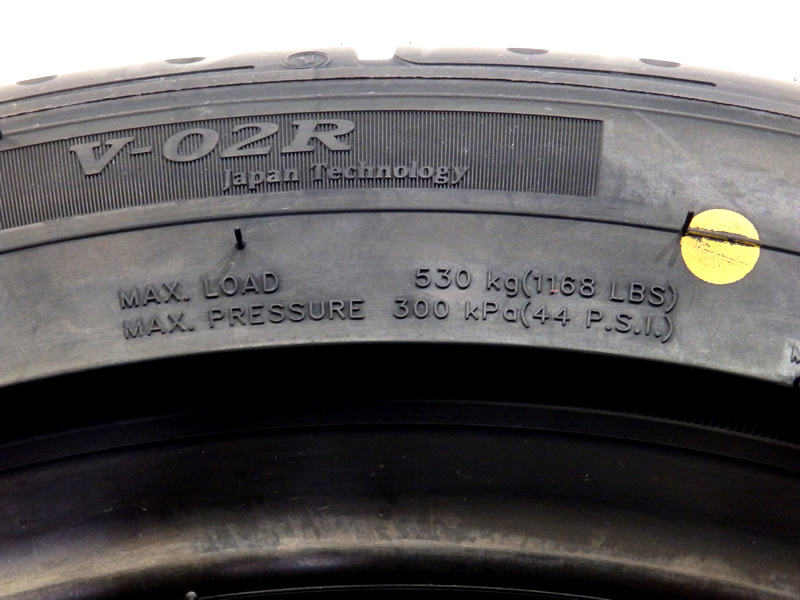 V-02R
Japan Technology
MAX. LOAD 530 kg(1168 LBS)
MAX. PRESSURE 300 kPa(44 P.S.I.)